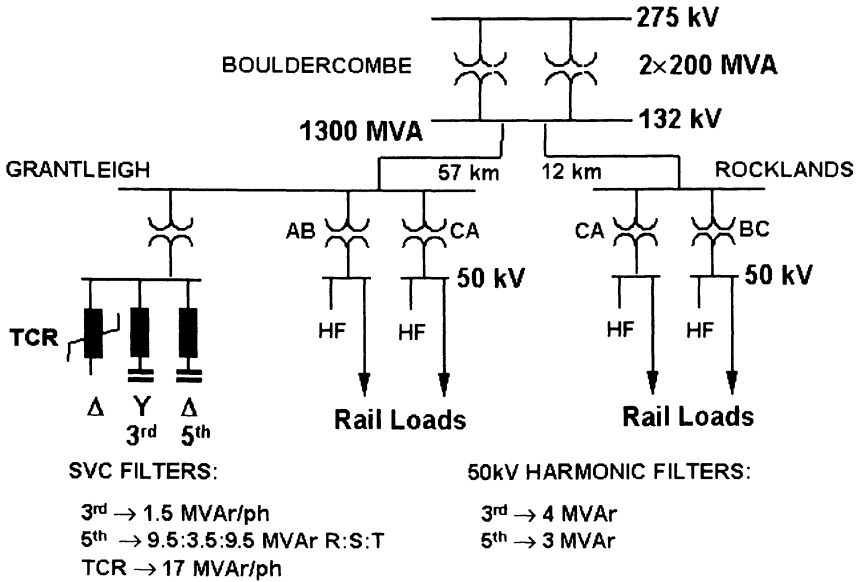 275 kV
BOULDERCOMBE
2×200 MVA
1300 MVA
132 kV
GRANTLEIGH
57 km
12 km
ROCKLANDS
AB
CA
CA
BC
50 kV
50 kV
TCR
HF
HF
HF
HF
Δ
Y
Δ
3rd
5th
Rail Loads
Rail Loads
SVC FILTERS:
3rd → 1.5 MVAr/ph
5th → 9.5:3.5:9.5 MVAr R:S:T
TCR → 17 MVAr/ph
50kV HARMONIC FILTERS:
3rd → 4 MVAr
5th → 3 MVAr